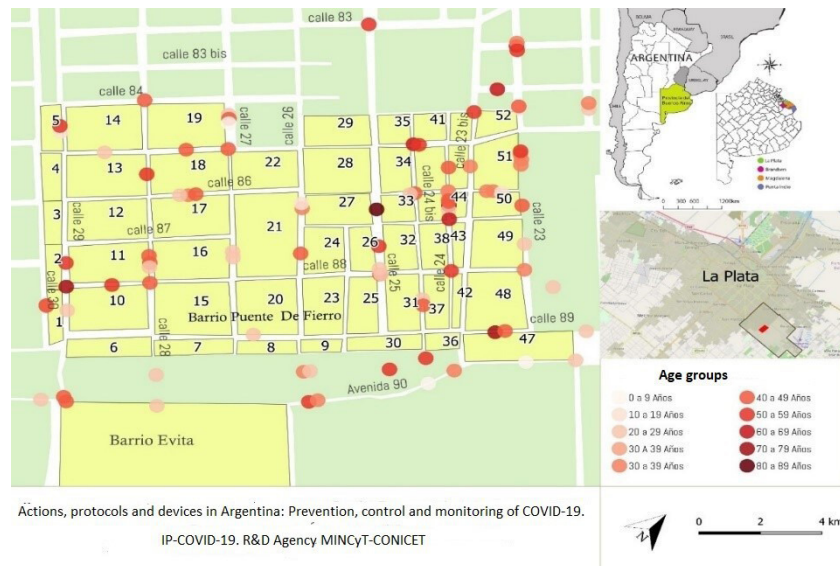 calle 83
calle 83 bis
calle 84
calle 26
calle 27
calle 23 bis
5
14
19
29
35
41
52
4
13
18
22
28
34
51
calle 86
calle 24 bis
3
12
17
27
33
44
50
calle 29
calle 87
21
24
26
32
38
43
49
calle 23
2
11
16
calle 88
calle 24
calle 25
calle 30
10
15
20
23
25
31
37
42
48
1
Barrio Puente De Fierro
calle 89
calle 28
6
7
8
9
30
36
47
Avenida 90
Barrio Evita
ARGENTINA
BOLIVIA
PARAGUAY
BRASIL
URUGUAY
CHILE
Provincia de
Buenos Aires
La Plata
Brandsen
Magdalena
Punta Indio
0 300 600 1200km
La Plata
Age groups
0 a 9 Años
10 a 19 Años
20 a 29 Años
30 A 39 Años
30 a 39 Años
40 a 49 Años
50 a 59 Años
60 a 69 Años
70 a 79 Años
80 a 89 Años
Actions, protocols and devices in Argentina: Prevention, control and monitoring of COVID-19.
IP-COVID-19. R&D Agency MINCyT-CONICET
0 2 4 km